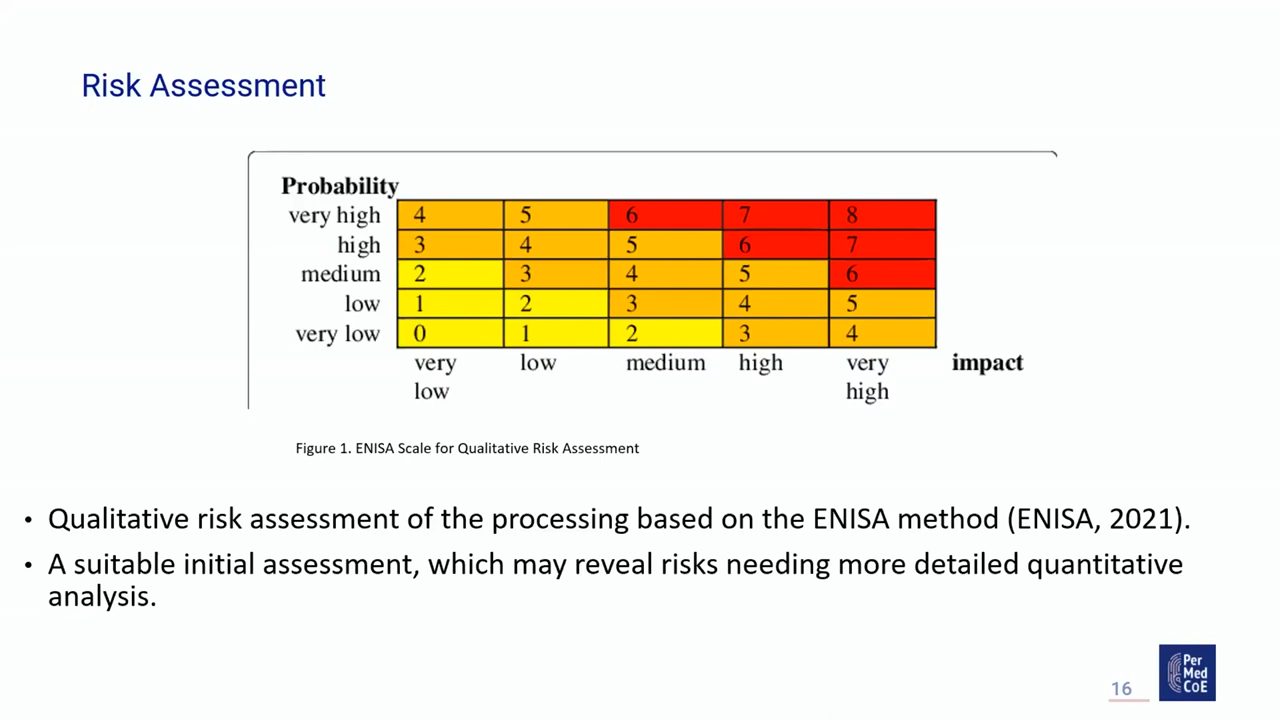 Risk Assessment
Probability
very high 4 5 6 7 8
high 3 4 5 6 7
medium 2 3 4 5 6
low 1 2 3 4 5
very low 0 1 2 3 4
very low medium high very impact
low high
Figure 1. ENISA Scale for Qualitative Risk Assessment
• Qualitative risk assessment of the processing based on the ENISA method (ENISA, 2021).
• A suitable initial assessment, which may reveal risks needing more detailed quantitative
analysis.
Per
Med
CoE
16